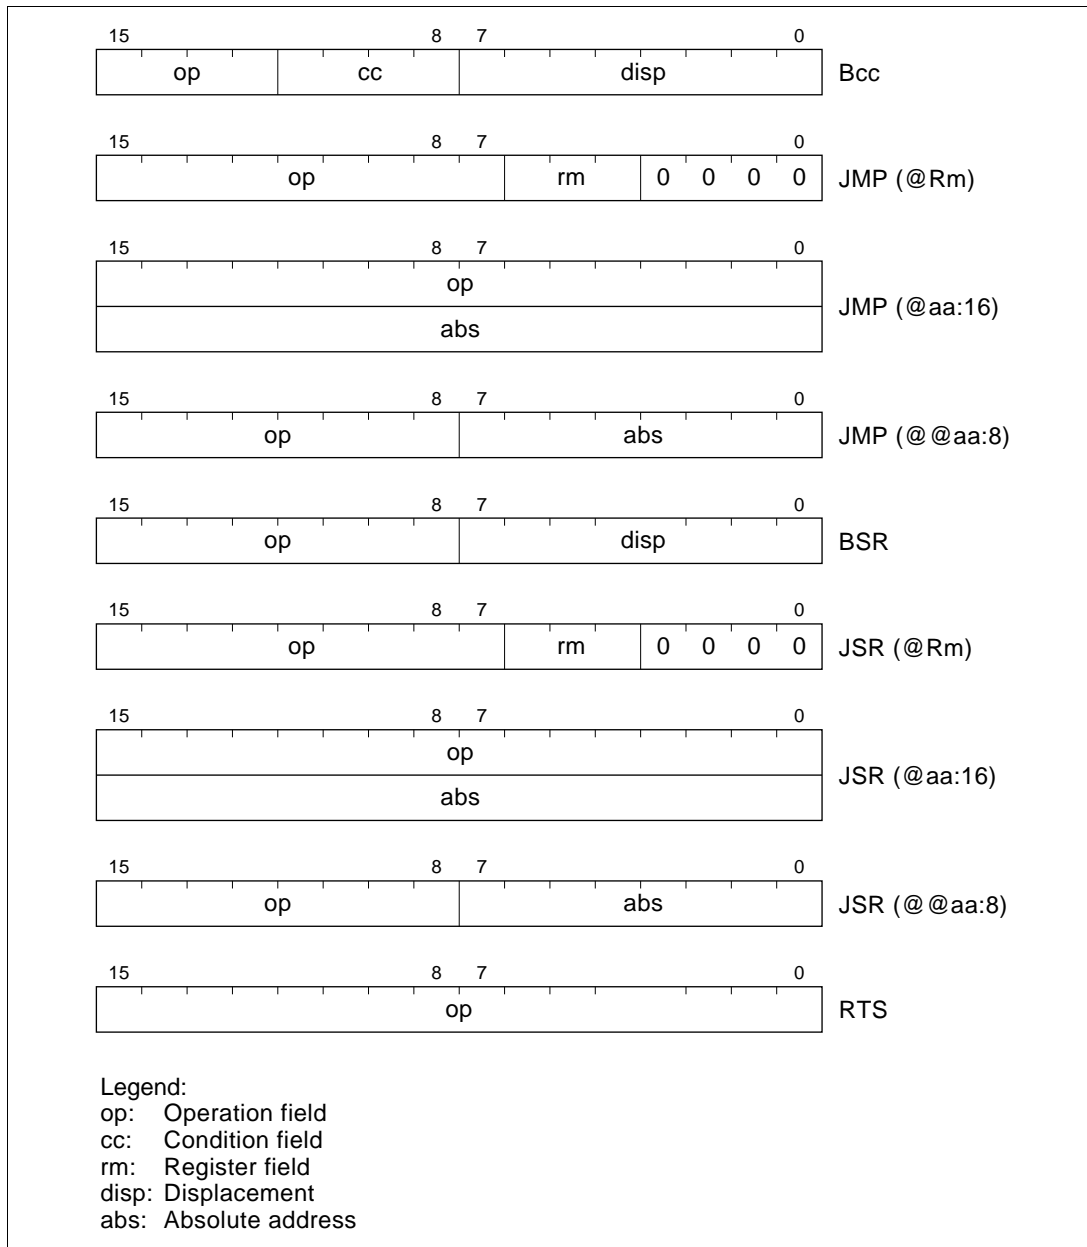 15 8 7 0
op cc disp Bcc
15 8 7 0
op rm 0 0 0 0 JMP (@Rm)
15 8 7 0
op
JMP (@aa:16)
abs
15 8 7 0
op abs JMP (@@aa:8)
15 8 7 0
op disp BSR
15 8 7 0
op rm 0 0 0 0 JSR (@Rm)
15 8 7 0
op
JSR (@aa:16)
abs
15 8 7 0
op abs JSR (@@aa:8)
15 8 7 0
op RTS
Legend:
op: Operation field
cc: Condition field
rm: Register field
disp: Displacement
abs: Absolute address